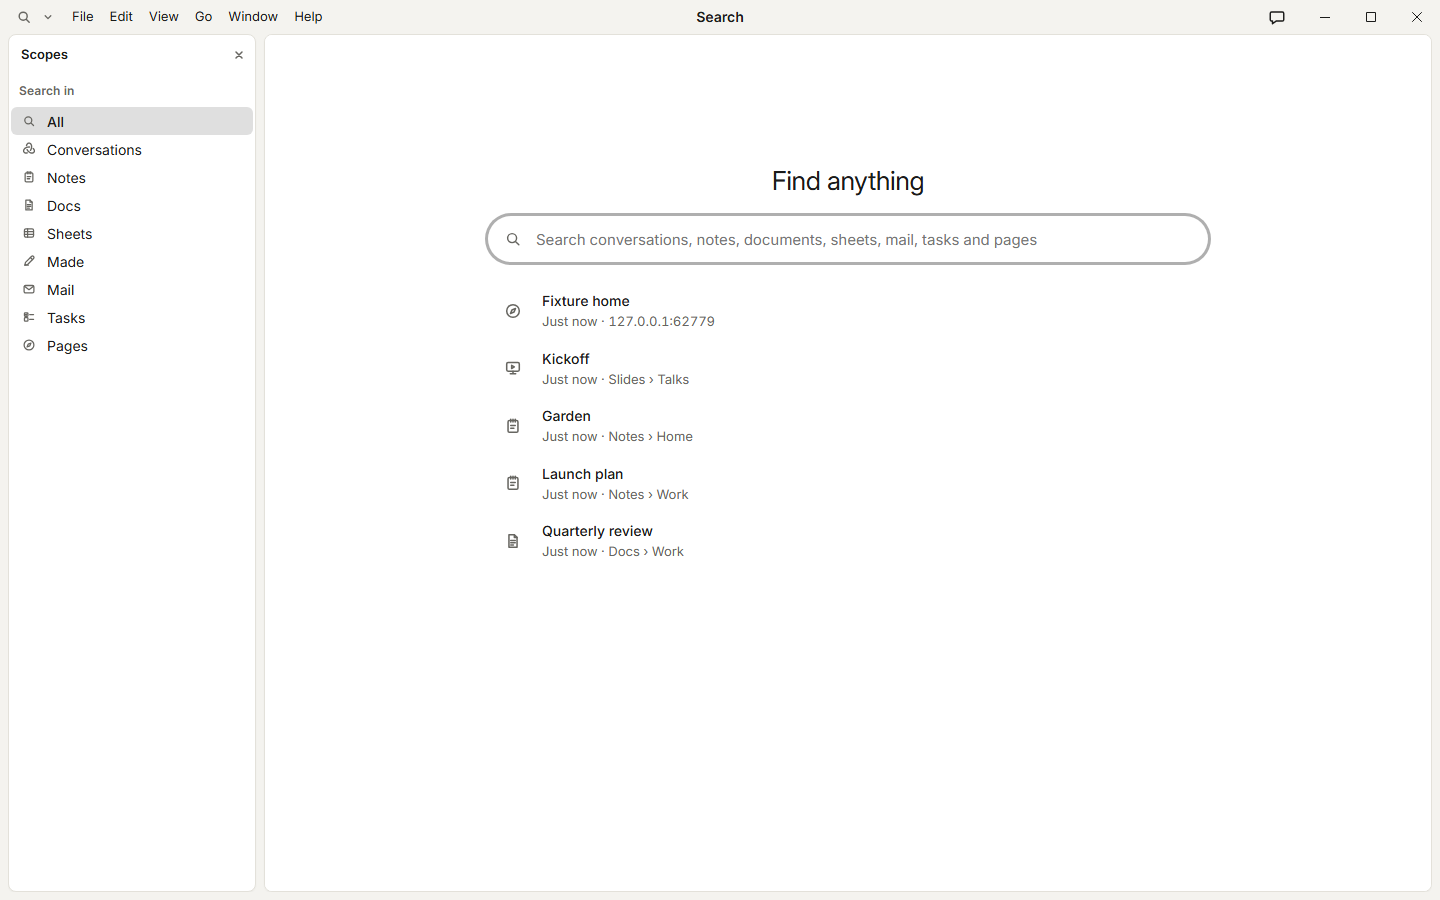 File Edit View Go Window Help
Search
Scopes
Search in
All
Conversations
Notes
Docs
Sheets
Made
Mail
Tasks
Pages
Find anything
Search conversations, notes, documents, sheets, mail, tasks and pages
Fixture home
Just now · 127.0.0.1:62779
Kickoff
Just now · Slides › Talks
Garden
Just now · Notes › Home
Launch plan
Just now · Notes › Work
Quarterly review
Just now · Docs › Work